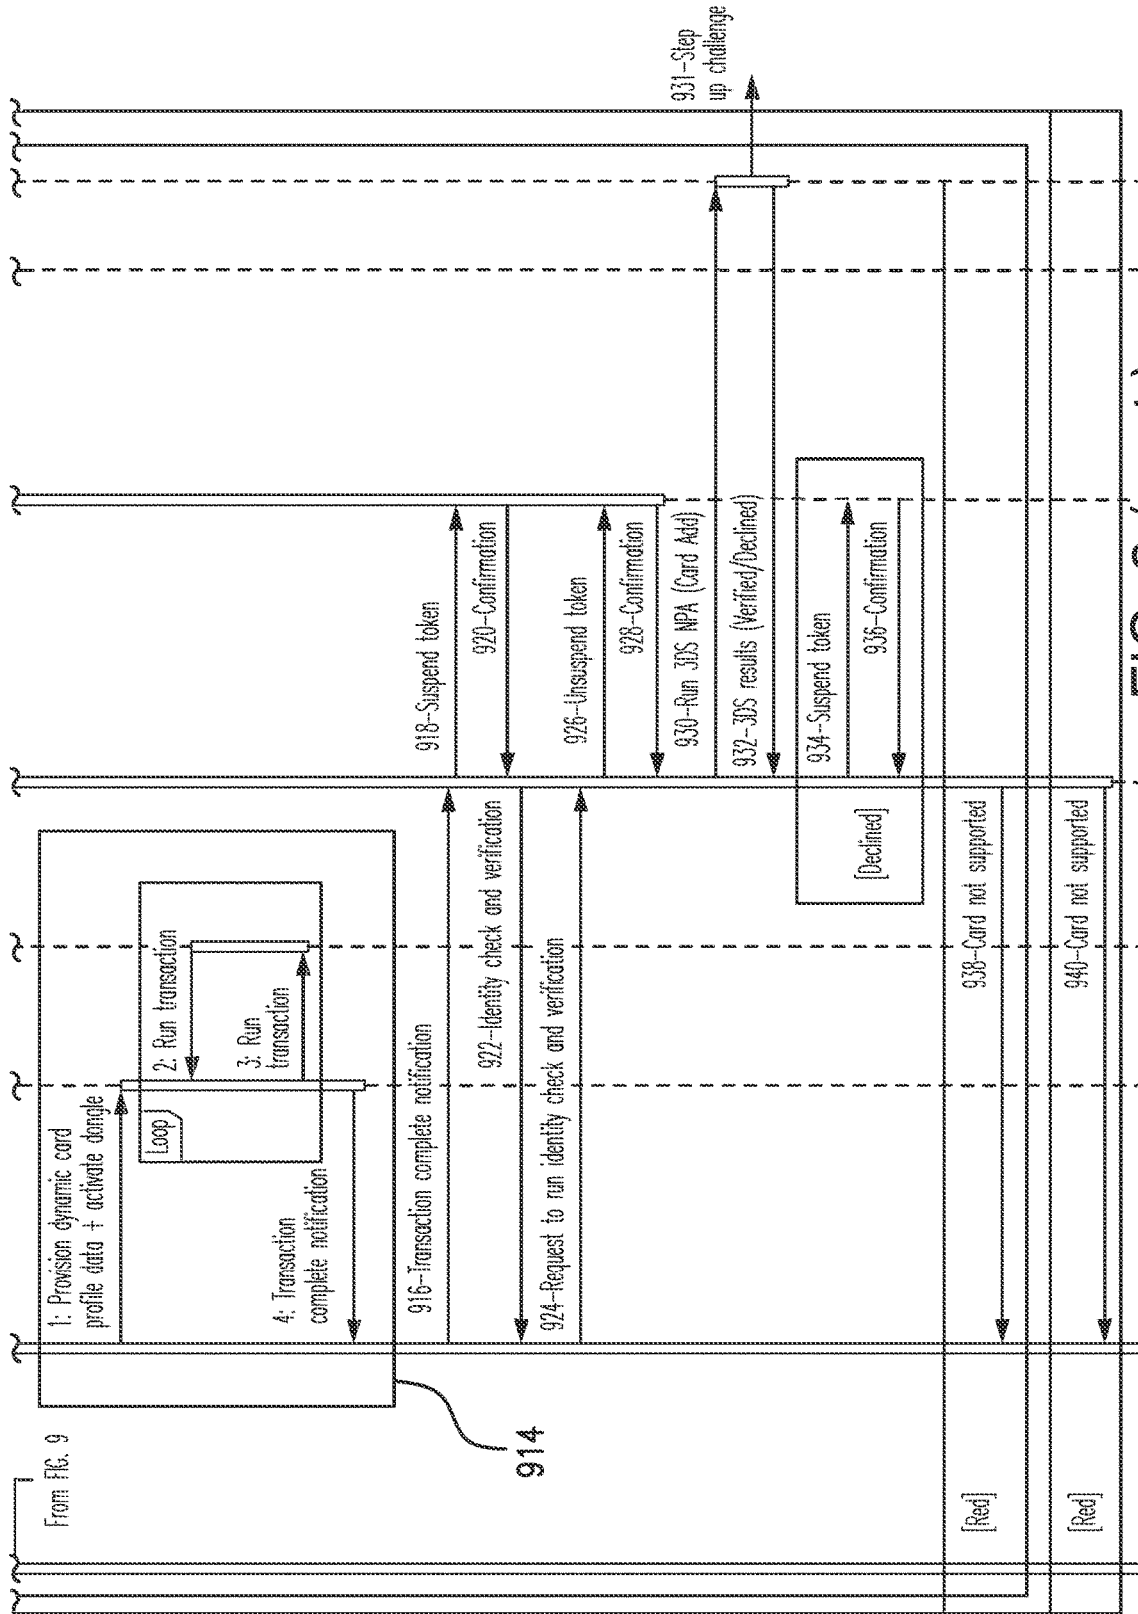 From FIG. 9
1: Provision dynamic card
profile data + activate dongle
Loop
2: Run transaction
3: Run
transaction
4: Transaction
complete notification
914
916-Transaction complete notification
918-Suspend token
920-Confirmation
922-Identity check and verification
924-Request to run identity check and verification
926-Unsuspend token
928-Confirmation
930-Run 3DS NPA (Card Add)
931-Step
up challenge
932-3DS results (Verified/Declined)
[Declined]
934-Suspend token
936-Confirmation
[Red]
938-Card not supported
[Red]
940-Card not supported